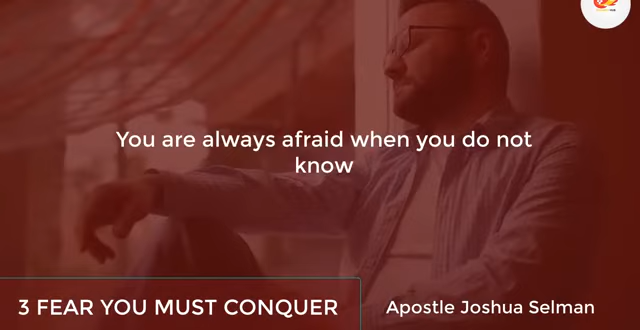 You are always afraid when you do not
know
3 FEAR YOU MUST CONQUER
Apostle Joshua Selman